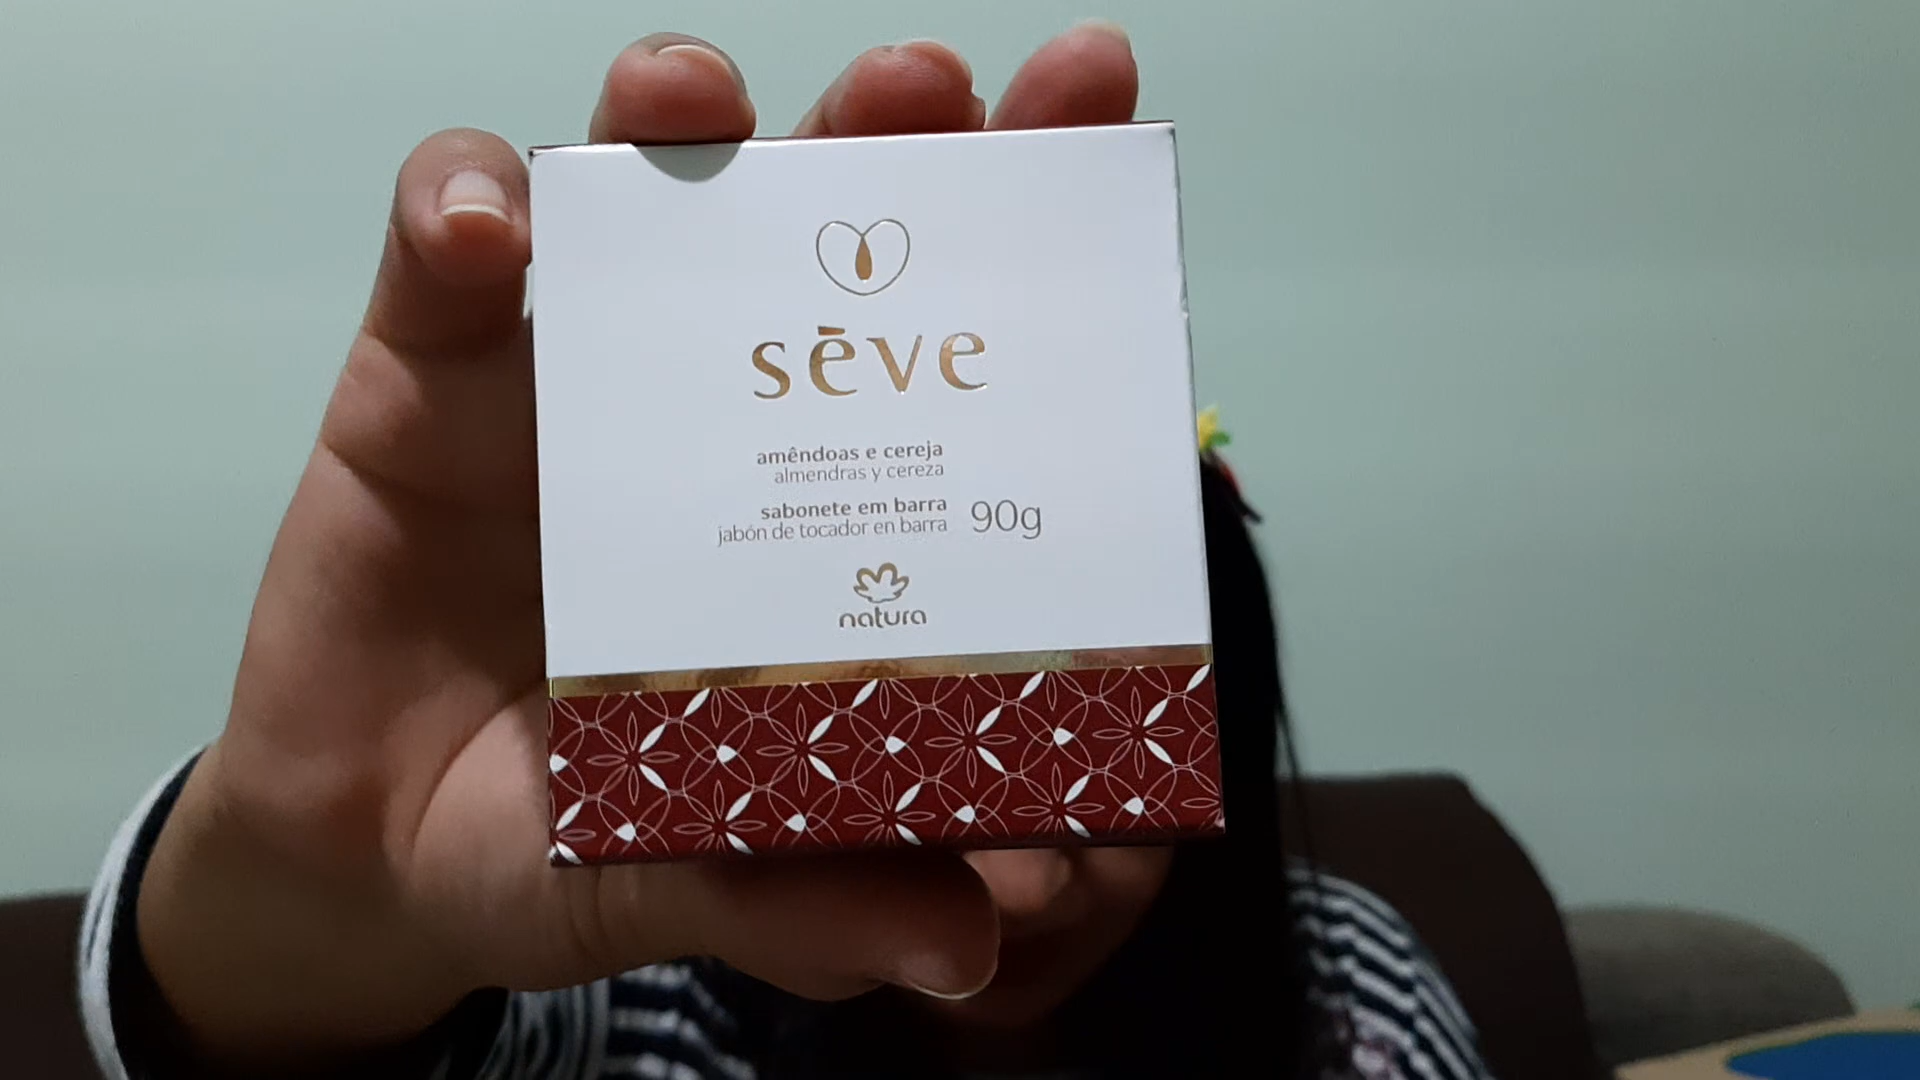 sēve
amêndoas e cereja
almendras y cereza
sabonete em barra
jabón de tocador en barra
90g
natura